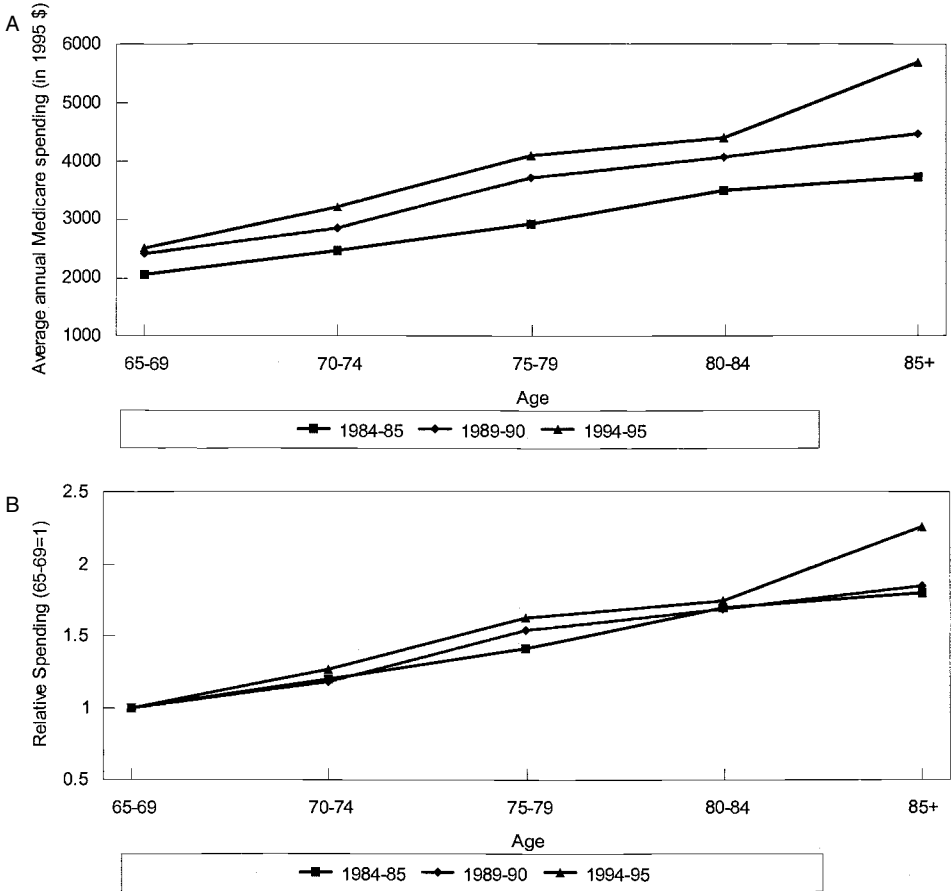 A
Average annual Medicare spending (in 1995 $)
6000
5000
4000
3000
2000
1000
65-69 70-74 75-79 80-84 85+
Age
1984-85 1989-90 1994-95
B
Relative Spending (65-69=1)
2.5
2
1.5
1
0.5
65-69 70-74 75-79 80-84 85+
Age
1984-85 1989-90 1994-95